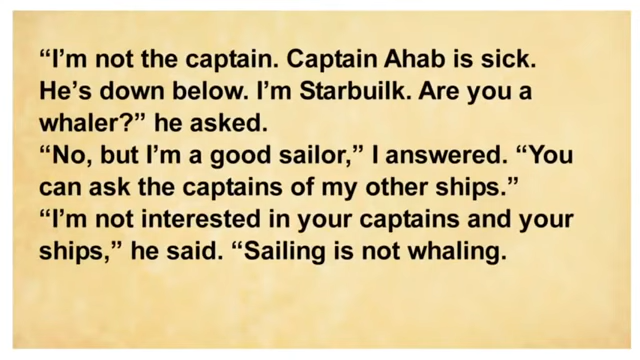 “I’m not the captain. Captain Ahab is sick.
He’s down below. I’m Starbuilk. Are you a
whaler?” he asked.
“No, but I’m a good sailor,” I answered. “You
can ask the captains of my other ships.”
“I’m not interested in your captains and your
ships,” he said. “Sailing is not whaling.